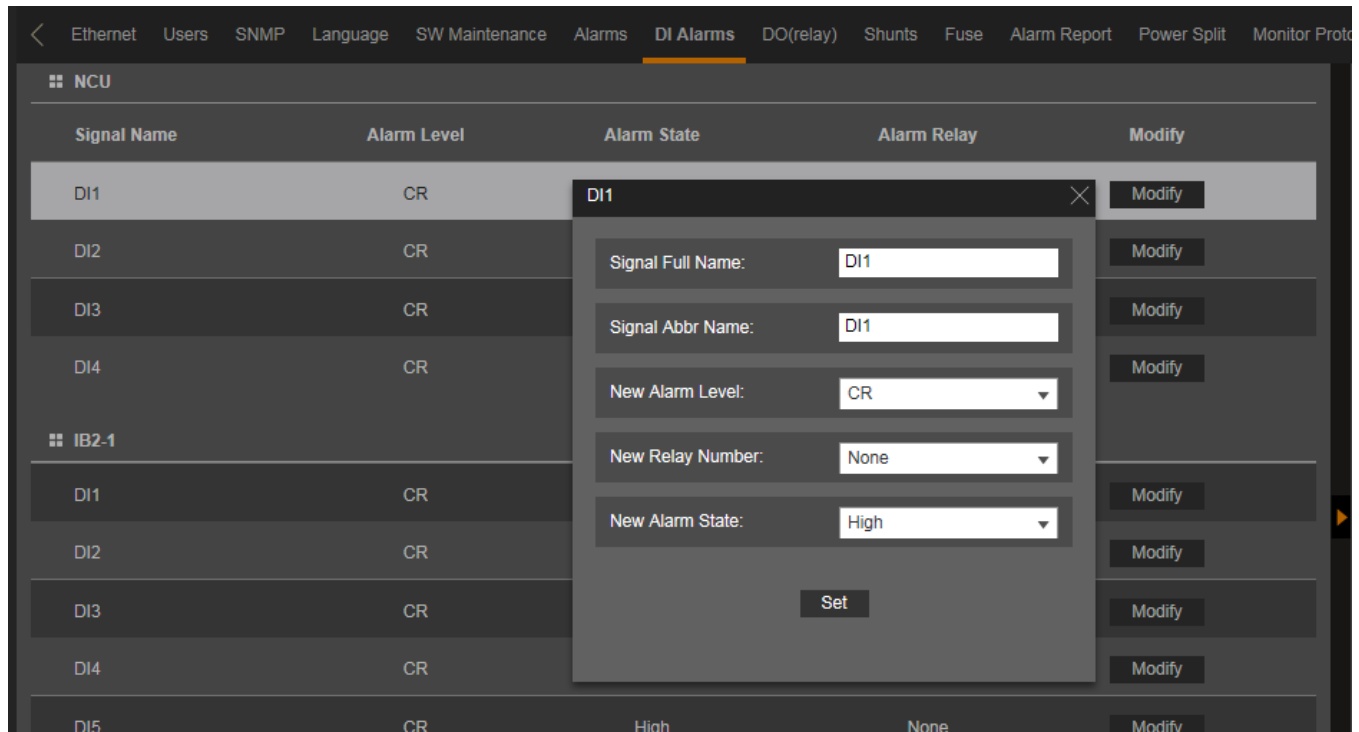 Ethernet Users SNMP Language SW Maintenance Alarms DI Alarms DO(relay) Shunts Fuse Alarm Report Power Split Monitor Proto
NCU
Signal Name Alarm Level Alarm State Alarm Relay Modify
DI1 CR Modify
DI2 CR Modify
DI3 CR Modify
DI4 CR Modify
IB2-1
DI1 CR Modify
DI2 CR Modify
DI3 CR Modify
DI4 CR Modify
DI5 CR High None Modify
DI1
Signal Full Name: DI1
Signal Abbr Name: DI1
New Alarm Level: CR
New Relay Number: None
New Alarm State: High
Set